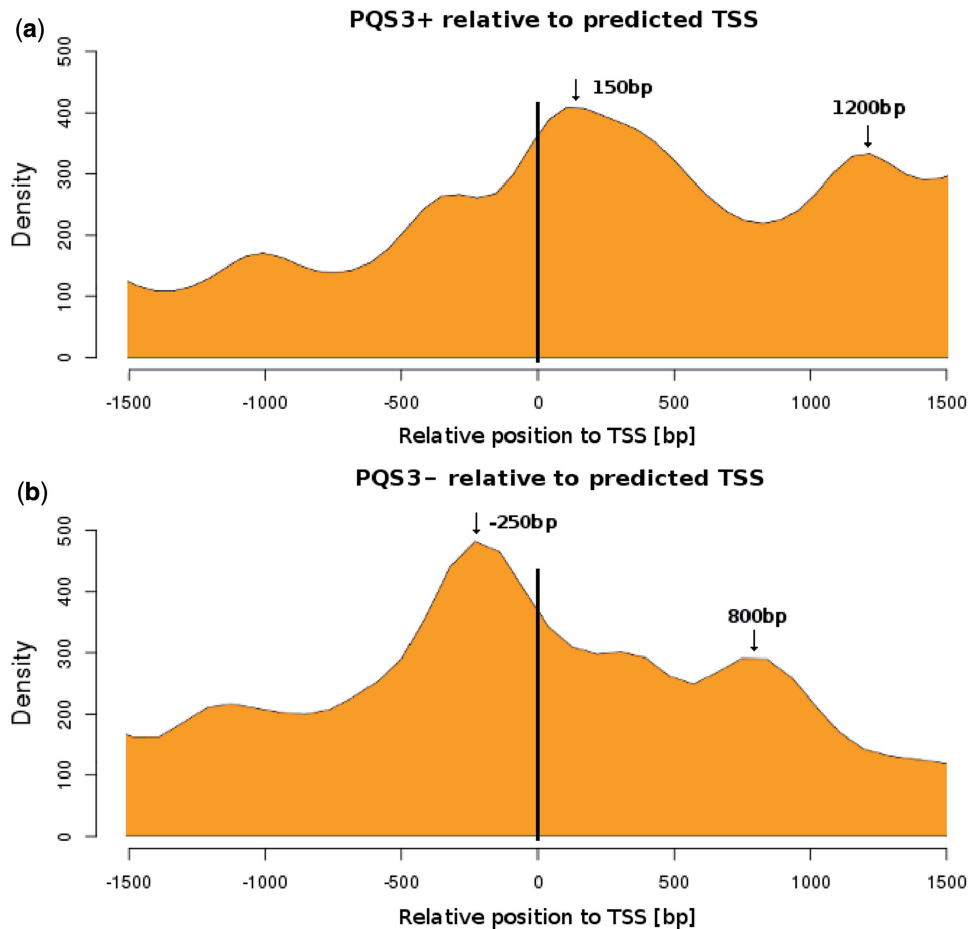 (a)
PQS3+ relative to predicted TSS
500
400
300
200
100
0
Density
150bp
1200bp
-1500 -1000 -500 0 500 1000 1500
Relative position to TSS [bp]
(b)
PQS3− relative to predicted TSS
500
400
300
200
100
0
Density
-250bp
800bp
-1500 -1000 -500 0 500 1000 1500
Relative position to TSS [bp]